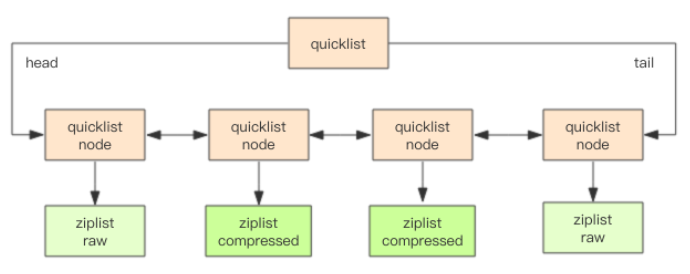 quicklist
head
tail
quicklist
node
quicklist
node
quicklist
node
quicklist
node
ziplist
raw
ziplist
compressed
ziplist
compressed
ziplist
raw